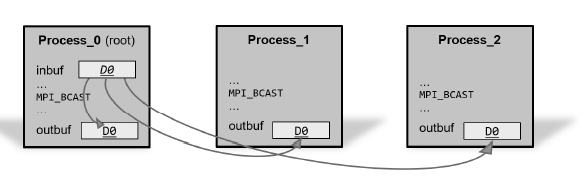 Process_0 (root)
inbuf D0
...
MPI_BCAST
...
outbuf D0
Process_1
...
MPI_BCAST
...
outbuf D0
Process_2
...
MPI_BCAST
...
outbuf D0